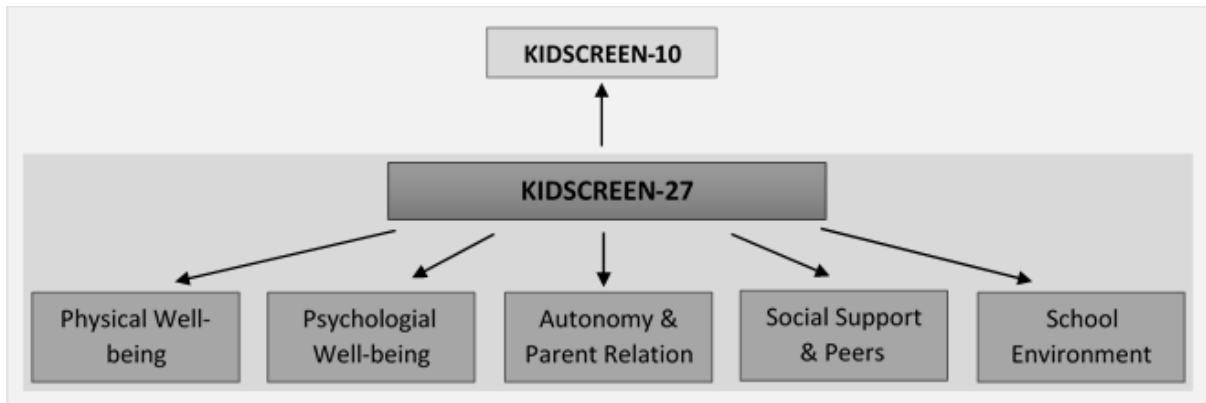 KIDSCREEN-10
KIDSCREEN-27
Physical Well-
being
Psychologial
Well-being
Autonomy &
Parent Relation
Social Support
& Peers
School
Environment